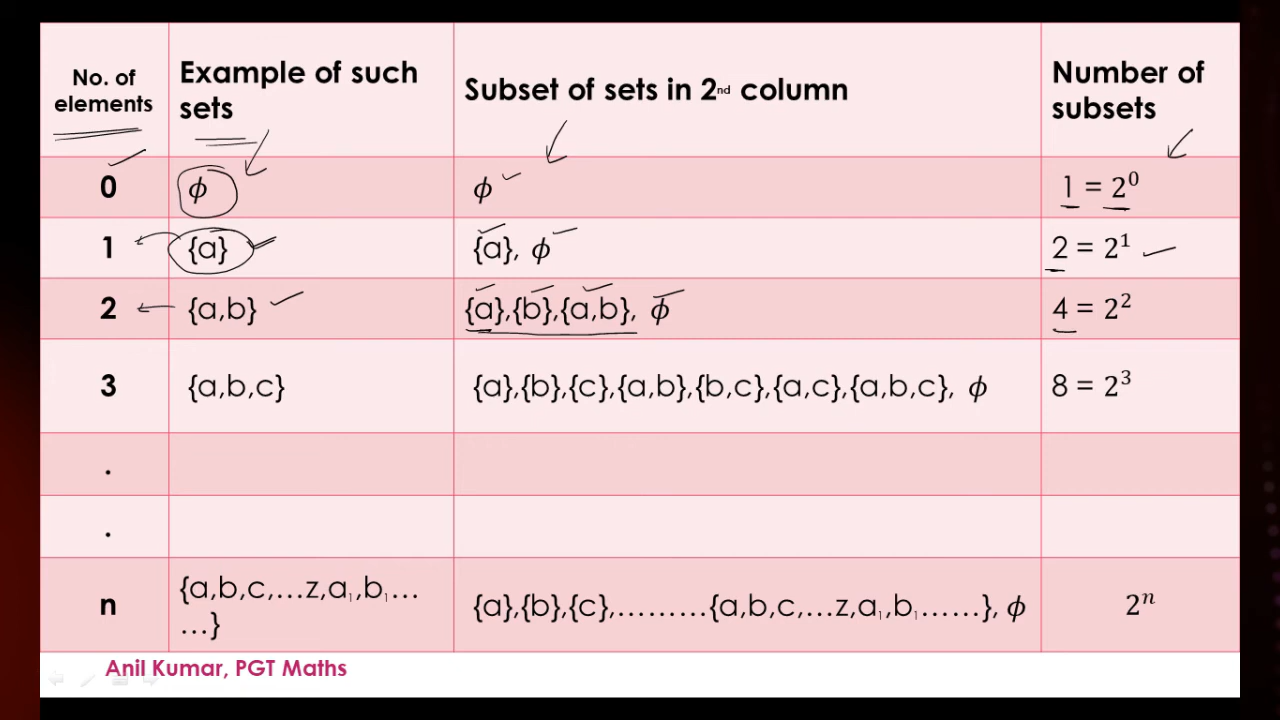 No. of
elements
Example of such
sets
Subset of sets in 2nd column
Number of
subsets
0
ϕ
ϕ
1 = 2⁰
1
{a}
{a}, ϕ
2 = 2¹
2
{a,b}
{a},{b},{a,b}, ϕ
4 = 2²
3
{a,b,c}
{a},{b},{c},{a,b},{b,c},{a,c},{a,b,c}, ϕ
8 = 2³
.
.
n
{a,b,c,…z,a₁,b₁…
…}
{a},{b},{c},………{a,b,c,…z,a₁,b₁……}, ϕ
2ⁿ
Anil Kumar, PGT Maths